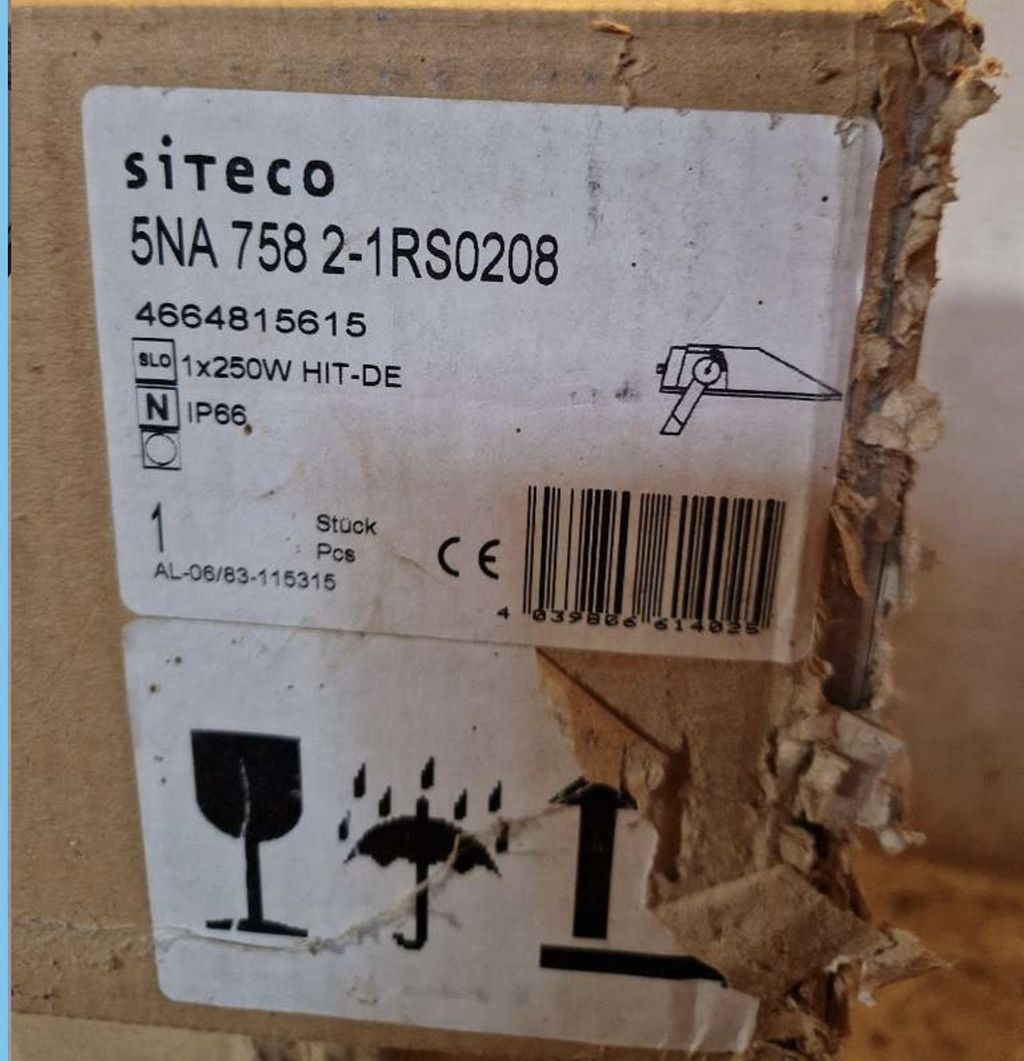 siteco
5NA 758 2-1RS0208
4664815615
SLO 1x250W HIT-DE
N IP66
1 Stück
Pcs
AL-06/83-115315
CE
4 039806 614025